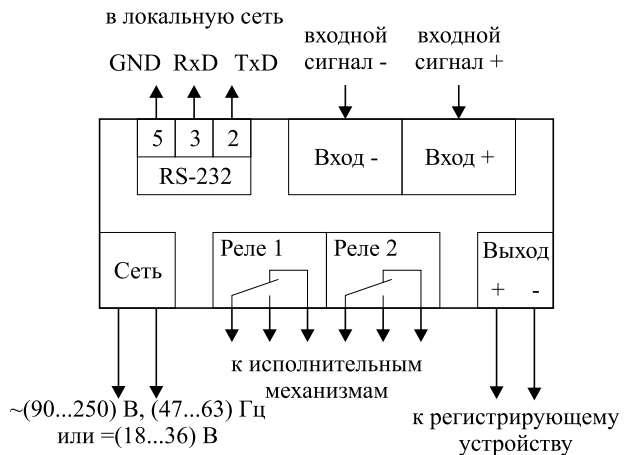 в локальную сеть
GND RxD TxD
входной
сигнал -
входной
сигнал +
5 3 2
RS-232
Вход -
Вход +
Сеть
Реле 1
Реле 2
Выход
+ -
к исполнительным
механизмам
~(90...250) В, (47...63) Гц
или =(18...36) В
к регистрирующему
устройству